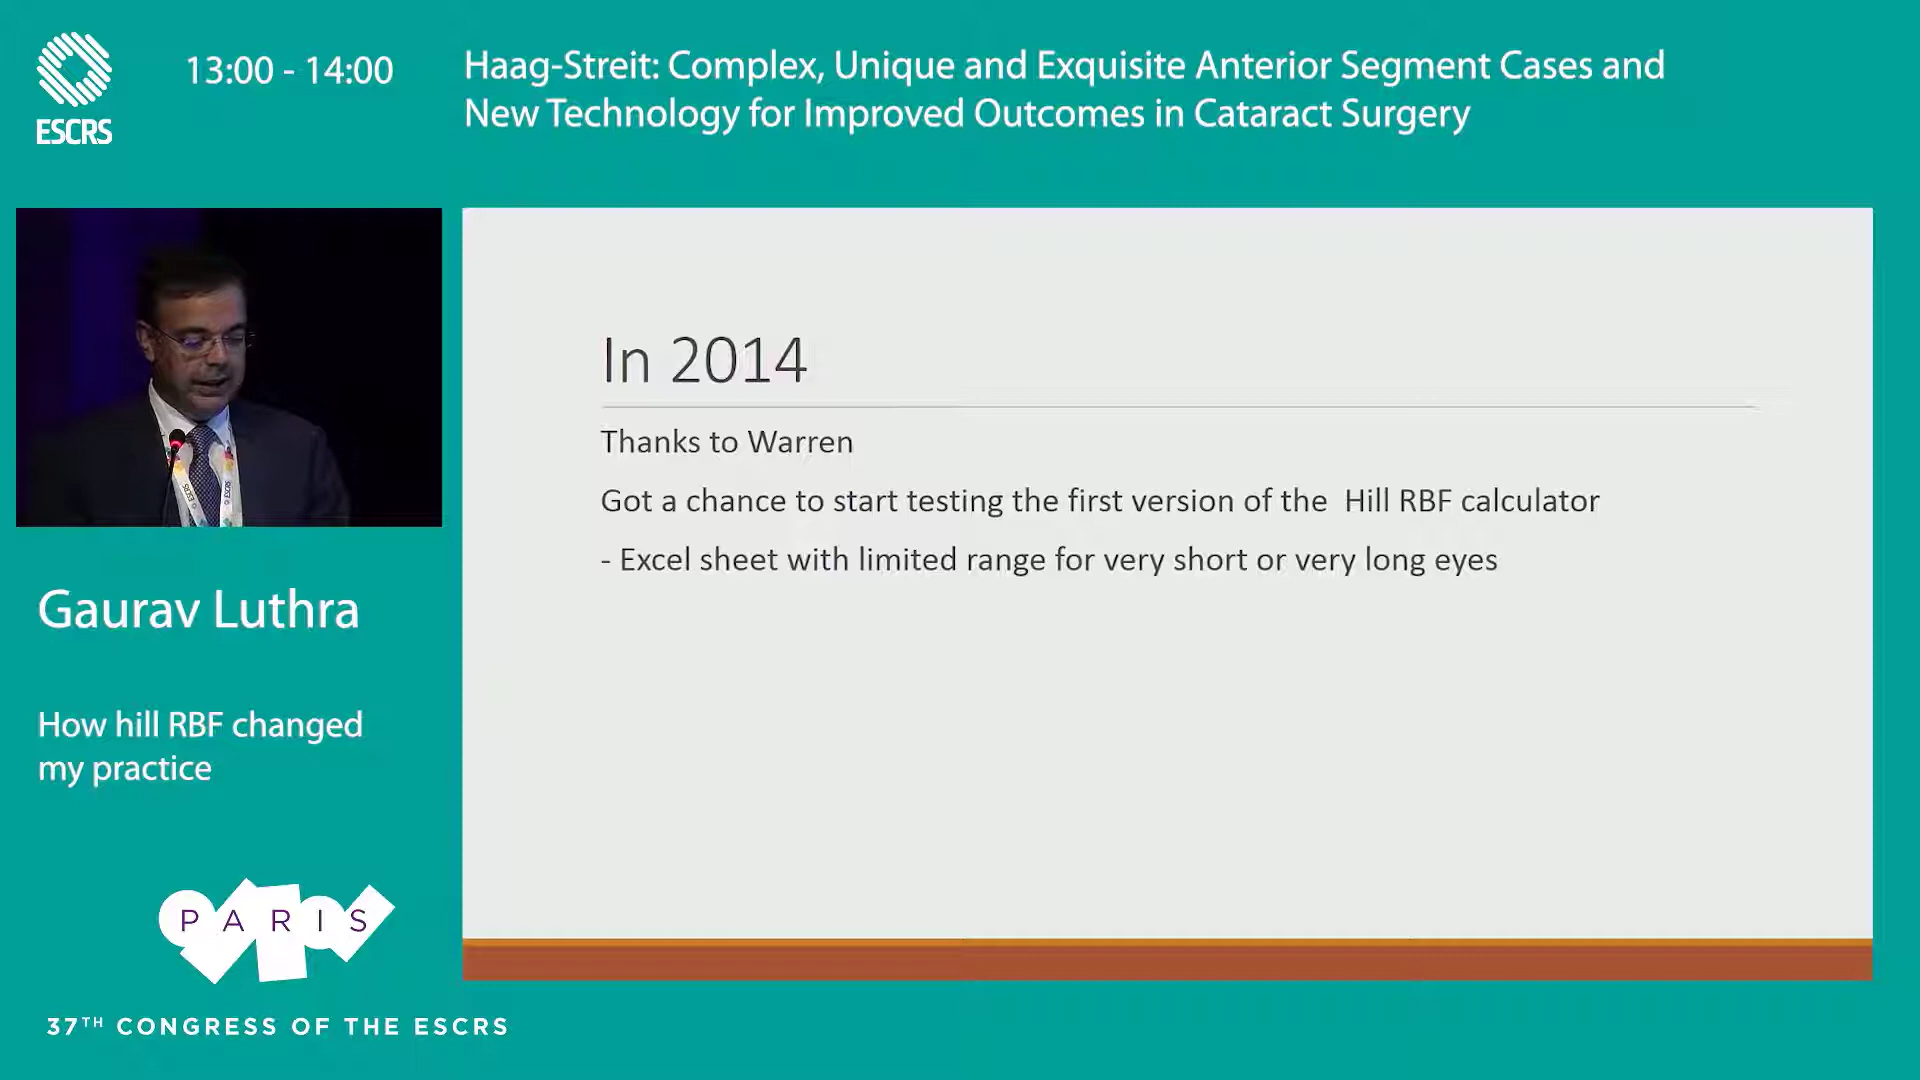 ESCRS
13:00 - 14:00
Haag-Streit: Complex, Unique and Exquisite Anterior Segment Cases and
New Technology for Improved Outcomes in Cataract Surgery
In 2014
Thanks to Warren
Got a chance to start testing the first version of the Hill RBF calculator
- Excel sheet with limited range for very short or very long eyes
ESCRS
ESCRS
Gaurav Luthra
How hill RBF changed
my practice
PARIS
37TH CONGRESS OF THE ESCRS